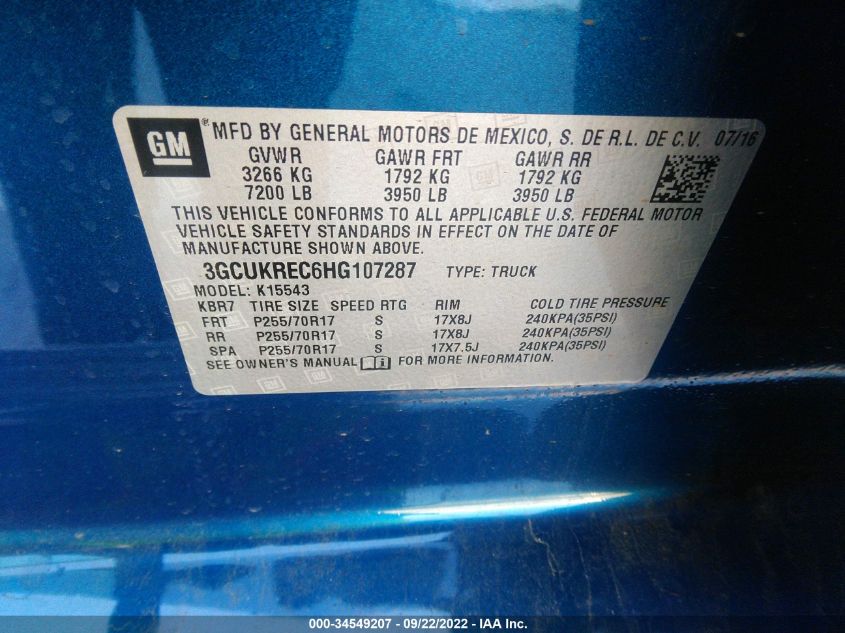 GM ® MFD BY GENERAL MOTORS DE MEXICO, S. DE R.L. DE C.V. 07/16
GVWR GAWR FRT GAWR RR
3266 KG 1792 KG 1792 KG
7200 LB 3950 LB 3950 LB
THIS VEHICLE CONFORMS TO ALL APPLICABLE U.S. FEDERAL MOTOR
VEHICLE SAFETY STANDARDS IN EFFECT ON THE DATE OF
MANUFACTURE SHOWN ABOVE.
3GCUKREC6HG107287 TYPE: TRUCK
MODEL: K15543
KBR7 TIRE SIZE SPEED RTG RIM COLD TIRE PRESSURE
FRT P255/70R17 S 17X8J 240KPA(35PSI)
RR P255/70R17 S 17X8J 240KPA(35PSI)
SPA P255/70R17 S 17X7.5J 240KPA(35PSI)
SEE OWNER'S MANUAL FOR MORE INFORMATION.
000-34549207 - 09/22/2022 - IAA Inc.